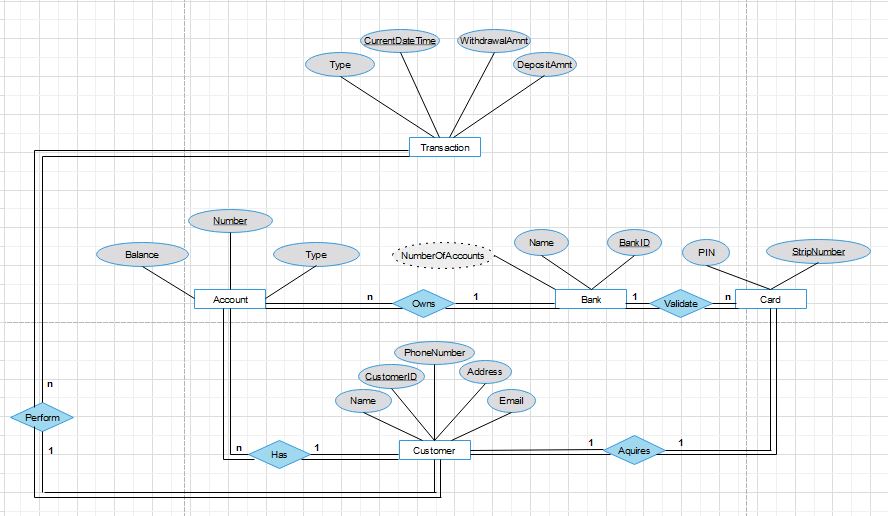 CurrentDateTime
WithdrawalAmnt
Type
DepositAmnt
Transaction
Number
Balance
Type
NumberOfAccounts
Name
BankID
PIN
StripNumber
Account
n
Owns
1
Bank
1
Validate
n
Card
PhoneNumber
CustomerID
Address
n
Name
Email
Perform
1
n
Has
1
Customer
1
Aquires
1